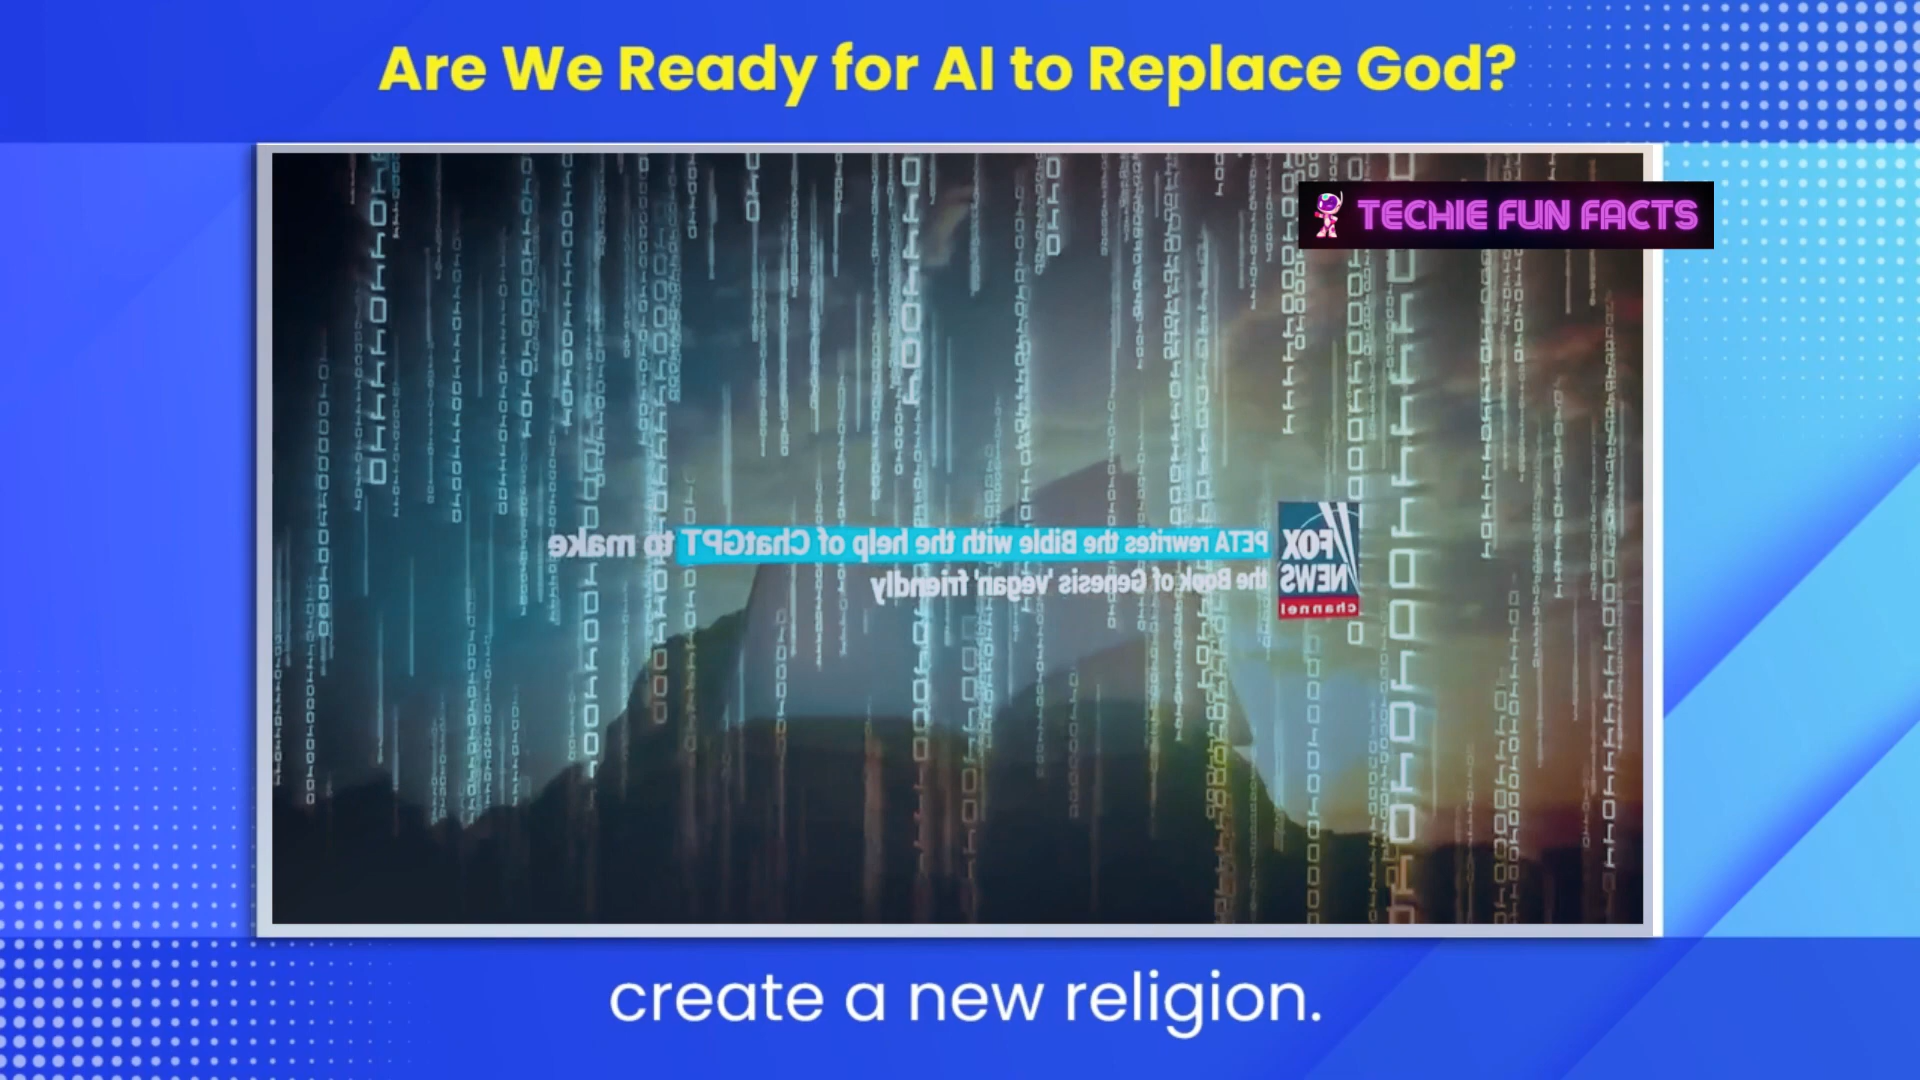 Are We Ready for AI to Replace God?
TECHIE FUN FACTS
FOX
NEWS
channel
PETA rewrites the Bible with the help of ChatGPT to make
the Book of Genesis 'vegan' friendly
create a new religion.